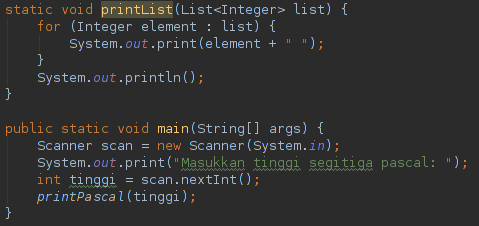 static void printList(List<Integer> list) {
    for (Integer element : list) {
        System.out.print(element + " ");
    }
    System.out.println();
}

public static void main(String[] args) {
    Scanner scan = new Scanner(System.in);
    System.out.print("Masukkan tinggi segitiga pascal: ");
    int tinggi = scan.nextInt();
    printPascal(tinggi);
}